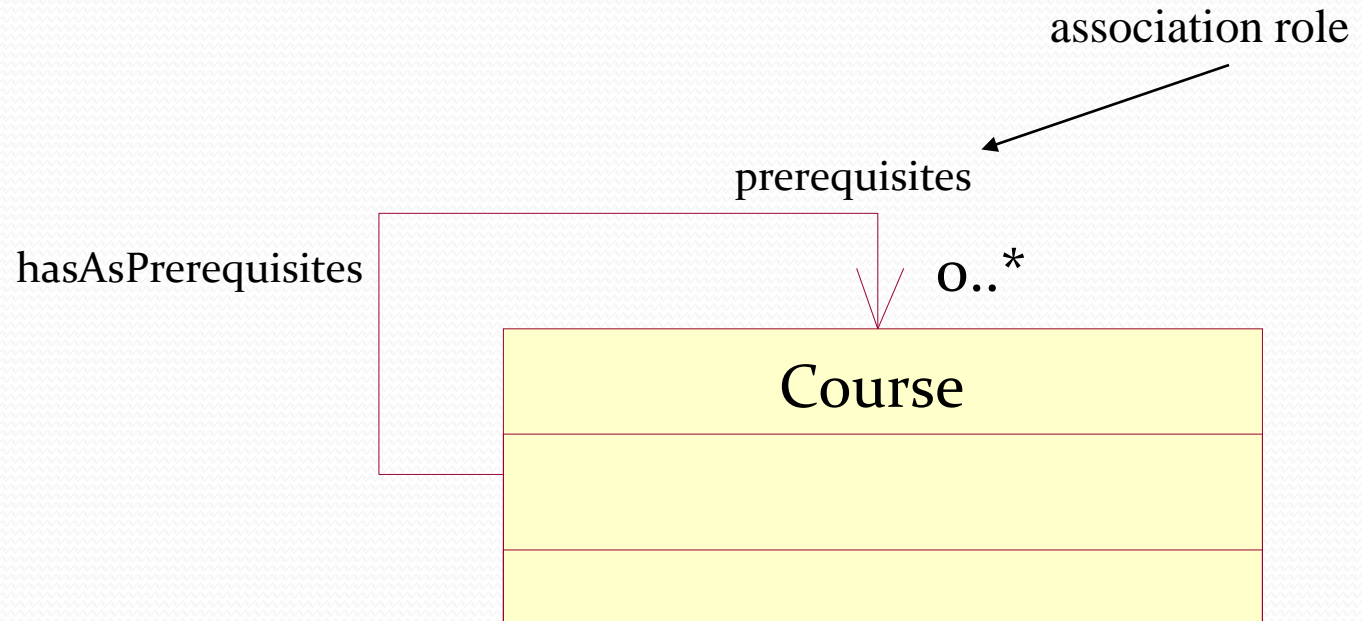 association role
prerequisites
hasAsPrerequisites
0..*
Course